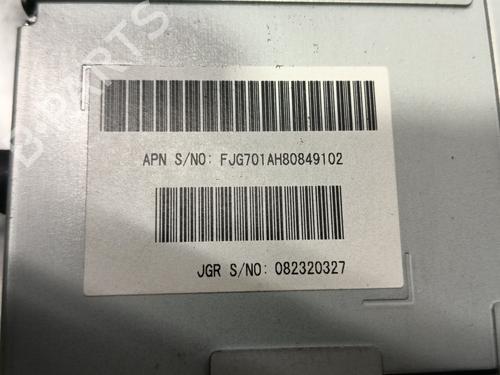 B-PARTS
APN S/NO: FJG701AH80849102
JGR S/NO: 082320327